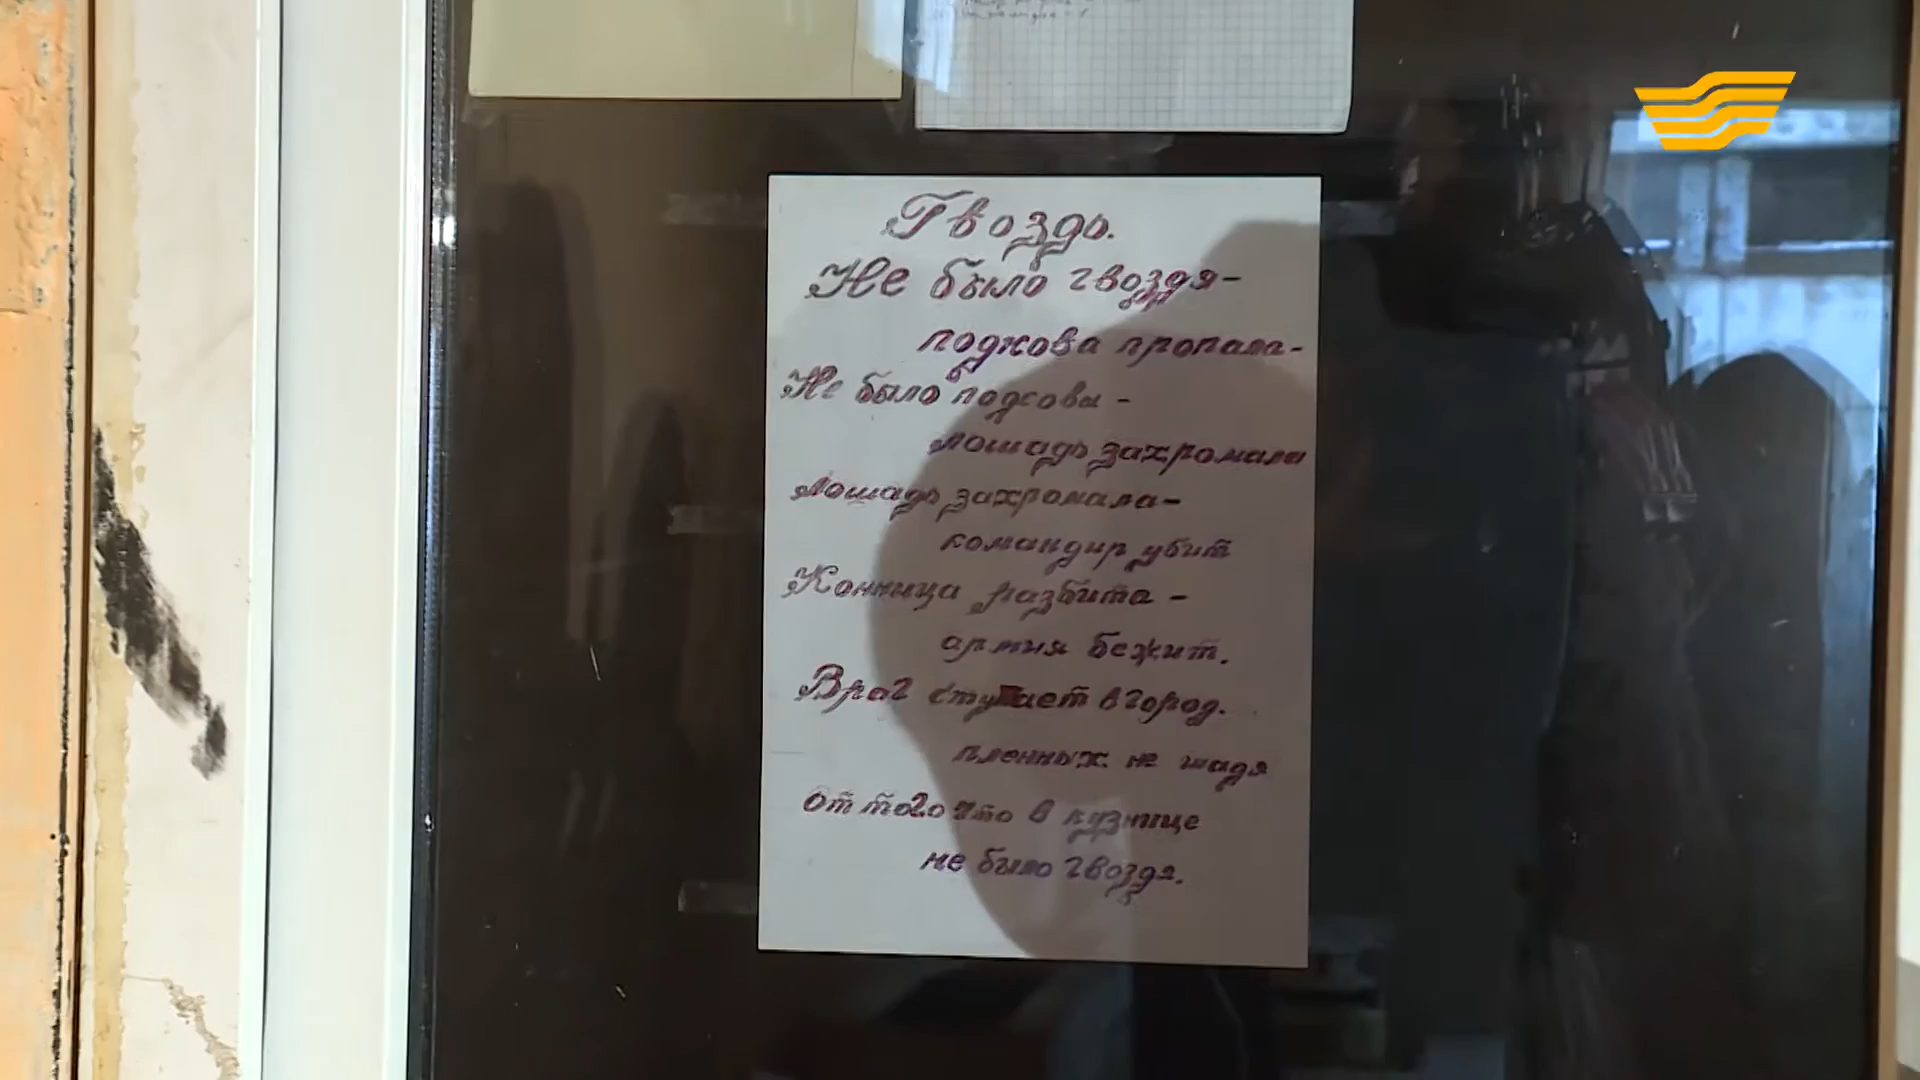 Гвоздь.
Не было гвоздя-
подкова пропала-
Не было подковы -
лошадь захромала
Лошадь захромала-
командир убит
Конница разбита -
армия бежит.
Враг ступает в город.
пленных не щадя
от того что в кузнице
не было гвоздя.